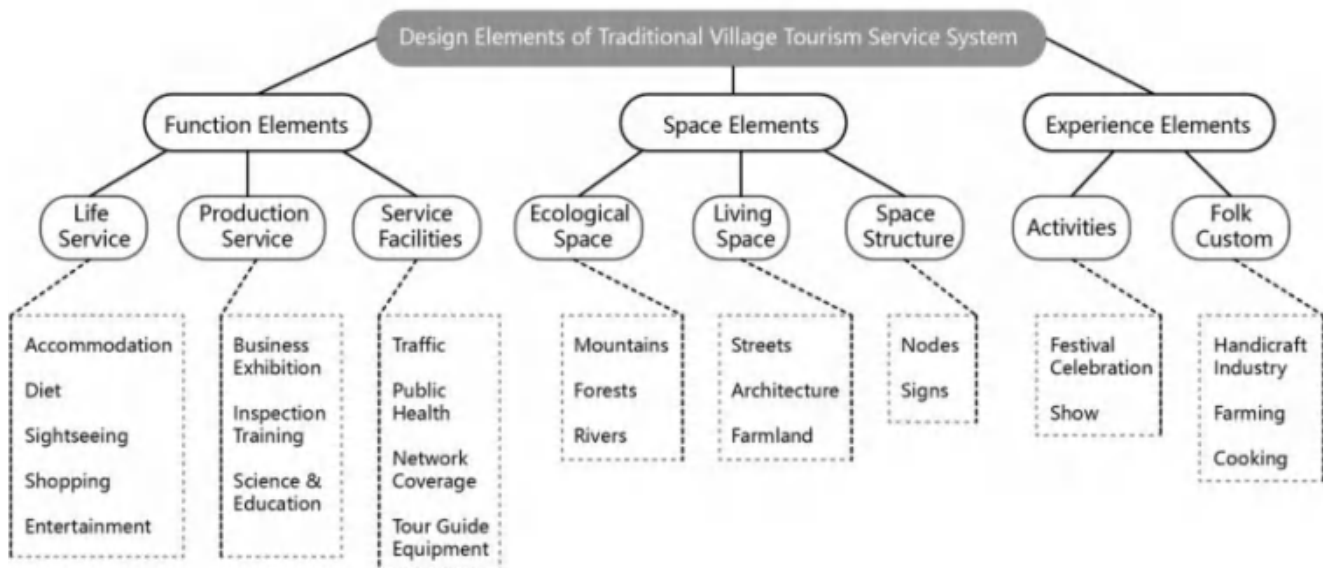 Design Elements of Traditional Village Tourism Service System
Function Elements
Space Elements
Experience Elements
Life
Service
Production
Service
Service
Facilities
Ecological
Space
Living
Space
Space
Structure
Activities
Folk
Custom
Accommodation
Diet
Sightseeing
Shopping
Entertainment
Business
Exhibition
Inspection
Training
Science &
Education
Traffic
Public
Health
Network
Coverage
Tour Guide
Equipment
Mountains
Forests
Rivers
Streets
Architecture
Farmland
Nodes
Signs
Festival
Celebration
Show
Handicraft
Industry
Farming
Cooking